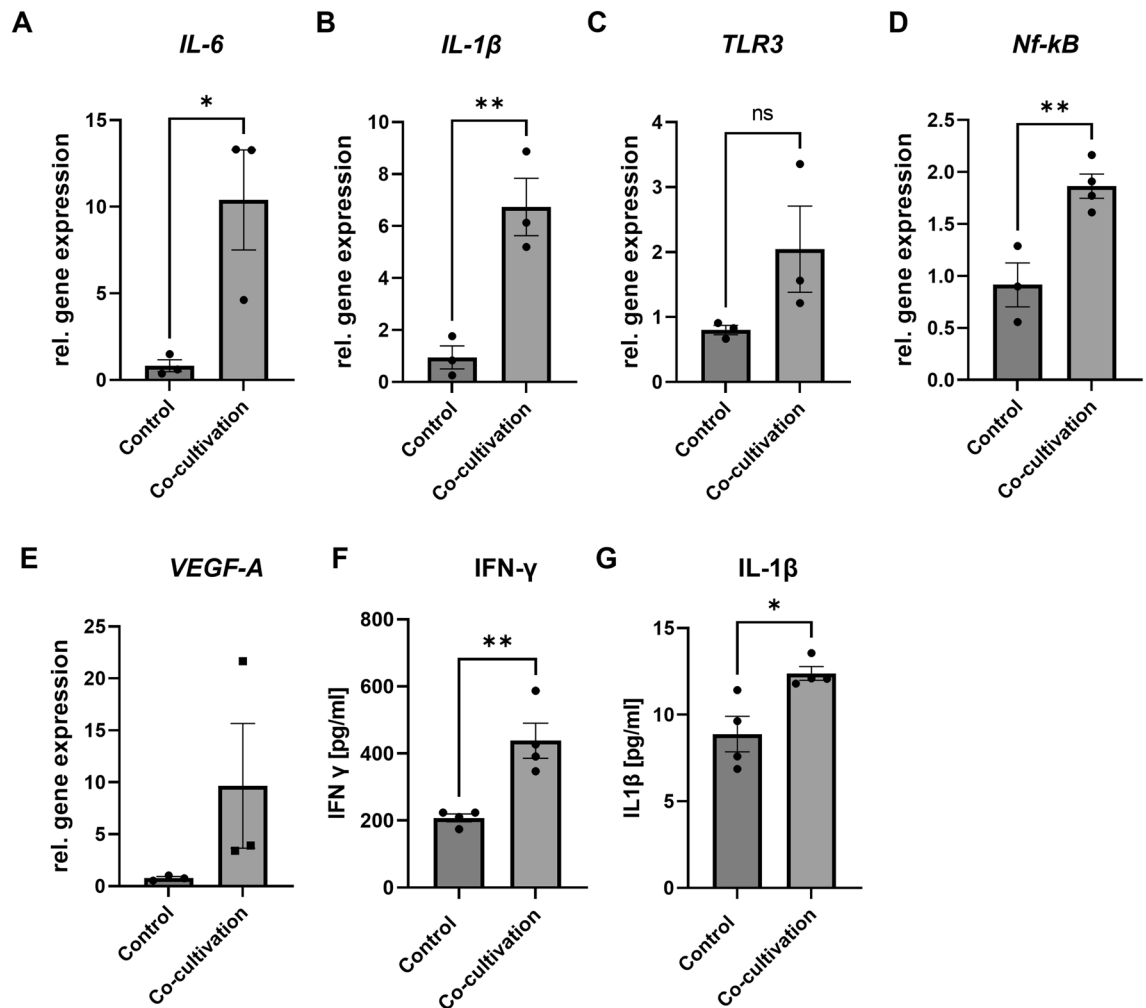 A
IL-6
*
rel. gene expression
15
10
5
0
Control
Co-cultivation
B
IL-1β
**
rel. gene expression
10
8
6
4
2
0
Control
Co-cultivation
C
TLR3
ns
rel. gene expression
4
3
2
1
0
Control
Co-cultivation
D
Nf-kB
**
rel. gene expression
2.5
2.0
1.5
1.0
0.5
0.0
Control
Co-cultivation
E
VEGF-A
rel. gene expression
25
20
15
10
5
0
Control
Co-cultivation
F
IFN-γ
**
IFN γ [pg/ml]
800
600
400
200
0
Control
Co-cultivation
G
IL-1β
*
IL1β [pg/ml]
15
10
5
0
Control
Co-cultivation